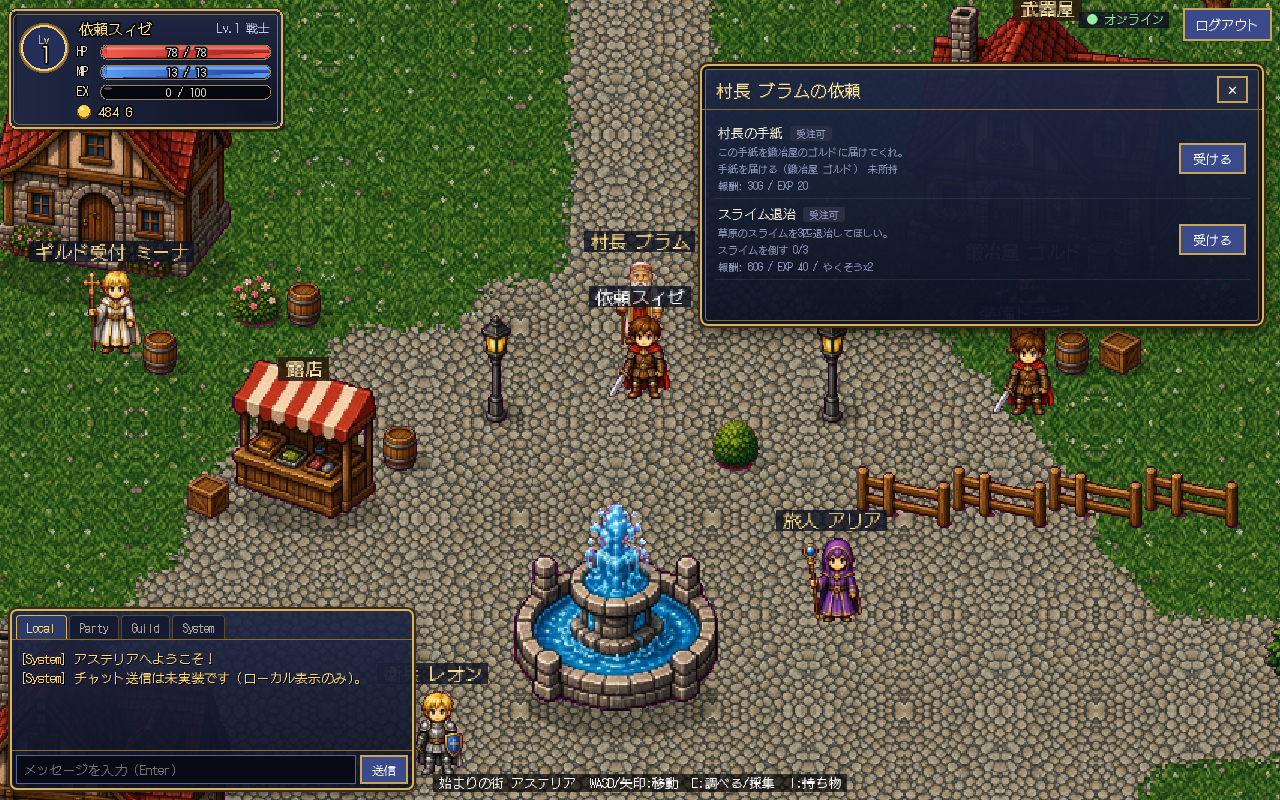 Lv
1
依頼スィゼ
Lv.1 戦士
HP 78 / 78
MP 13 / 13
EX 0 / 100
484 G
武器屋
オンライン
ログアウト
村長 ブラムの依頼
×
村長の手紙 受注可
この手紙を鍛冶屋のゴルドに届けてくれ。
手紙を届ける（鍛冶屋 ゴルド） 未所持
報酬: 30G / EXP 20
受ける
スライム退治 受注可
草原のスライムを3匹退治してほしい。
スライムを倒す 0/3
報酬: 60G / EXP 40 / やくそうx2
受ける
ギルド受付 ミーナ
村長 ブラム
依頼スィゼ
露店
旅人 アリア
レオン
Local Party Guild System
[System] アステリアへようこそ！
[System] チャット送信は未実装です（ローカル表示のみ）。
メッセージを入力（Enter）
送信
始まりの街 アステリア WASD/矢印:移動 E:調べる/採集 I:持ち物